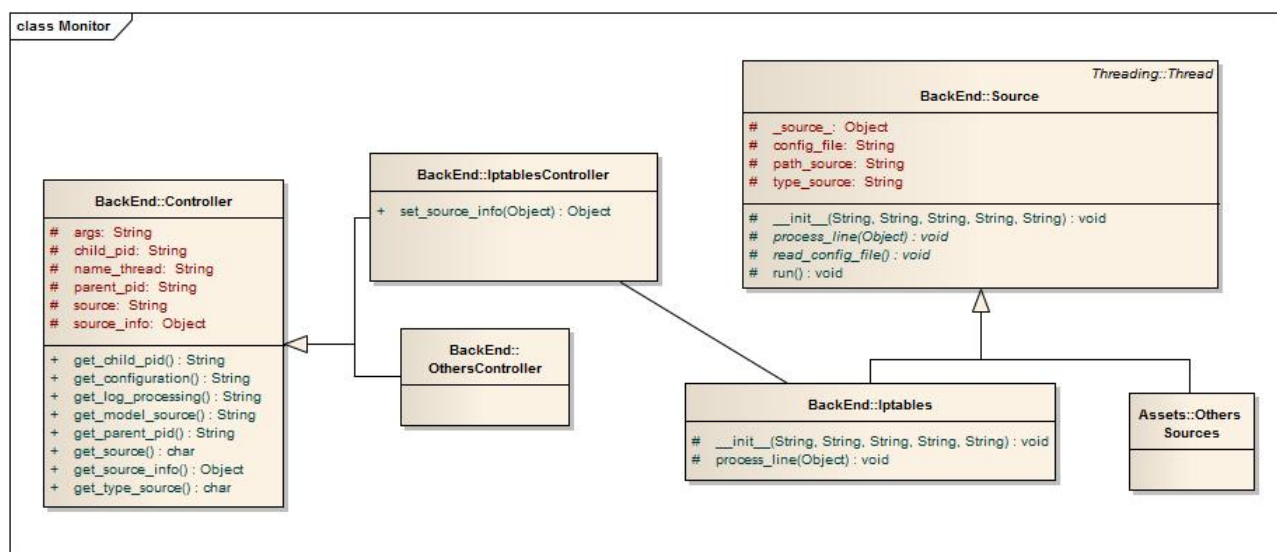 class Monitor
Threading::Thread
BackEnd::Source
# _source_: Object
# config_file: String
# path_source: String
# type_source: String
# __init__(String, String, String, String, String) : void
# process_line(Object) : void
# read_config_file() : void
# run() : void
BackEnd::IptablesController
+ set_source_info(Object) : Object
BackEnd::Controller
# args: String
# child_pid: String
# name_thread: String
# parent_pid: String
# source: String
# source_info: Object
+ get_child_pid() : String
+ get_configuration() : String
+ get_log_processing() : String
+ get_model_source() : String
+ get_parent_pid() : String
+ get_source() : char
+ get_source_info() : Object
+ get_type_source() : char
BackEnd::
OthersController
BackEnd::Iptables
# __init__(String, String, String, String, String) : void
# process_line(Object) : void
Assets::Others
Sources